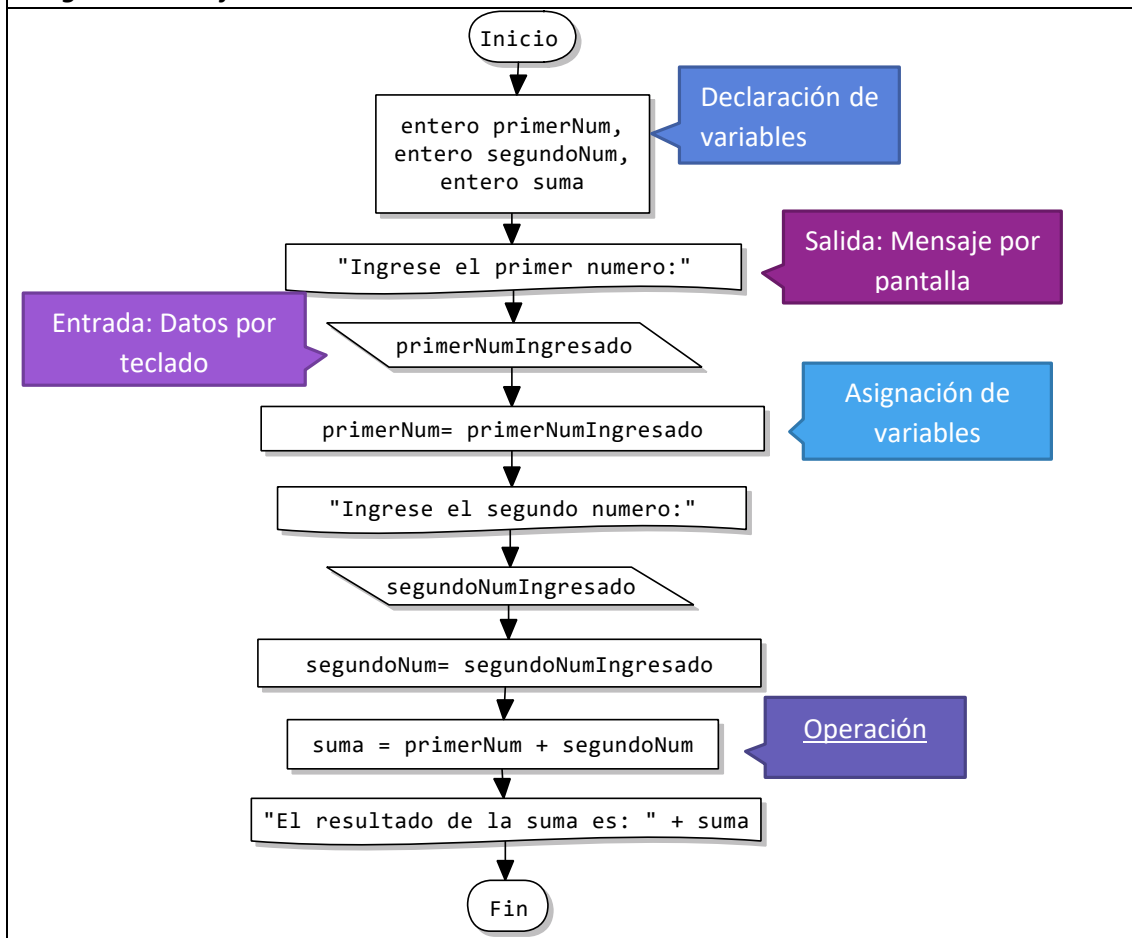 Inicio
Declaración de
variables
entero primerNum,
entero segundoNum,
entero suma
Salida: Mensaje por
pantalla
"Ingrese el primer numero:"
Entrada: Datos por
teclado
primerNumIngresado
Asignación de
variables
primerNum= primerNumIngresado
"Ingrese el segundo numero:"
segundoNumIngresado
segundoNum= segundoNumIngresado
Operación
suma = primerNum + segundoNum
"El resultado de la suma es: " + suma
Fin